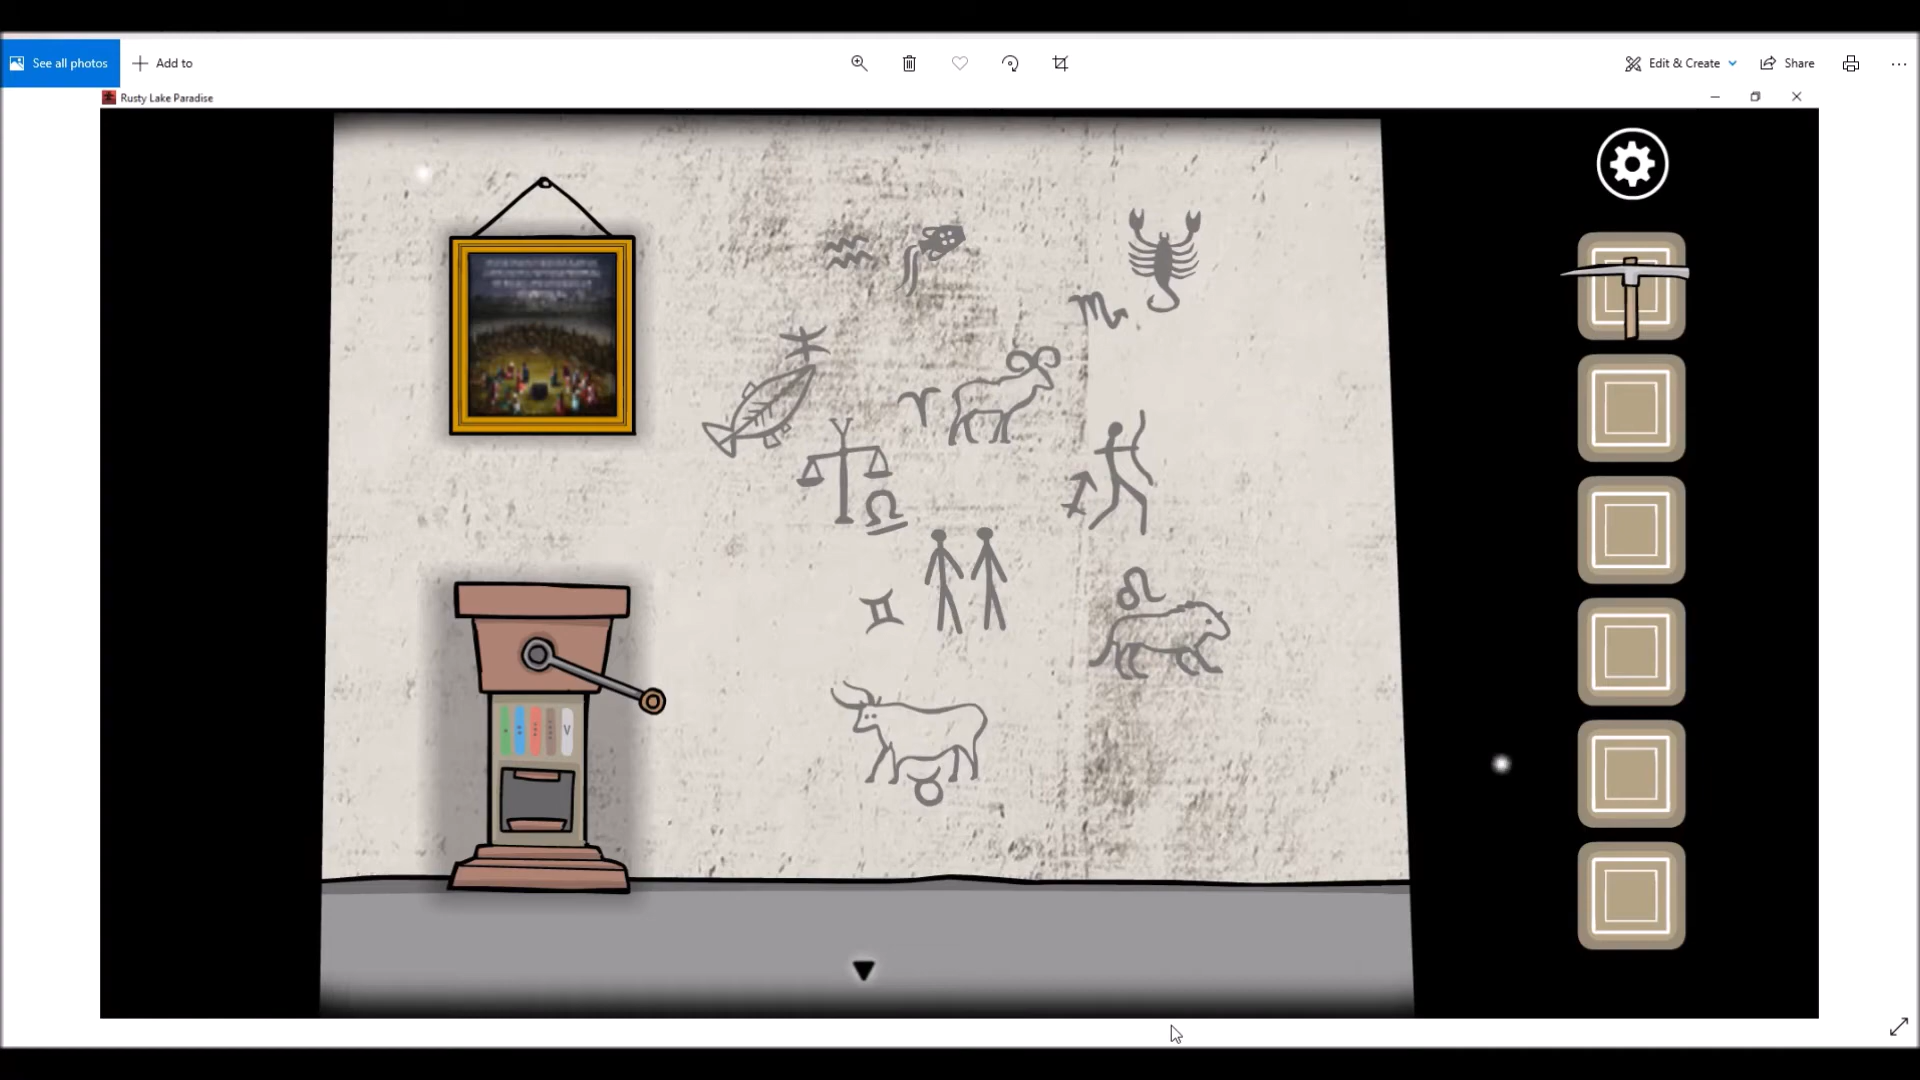 See all photos
Add to
Edit & Create
Share
Rusty Lake Paradise
♒
♏
♓
♈
♎
♐
♊
♌
♉
V